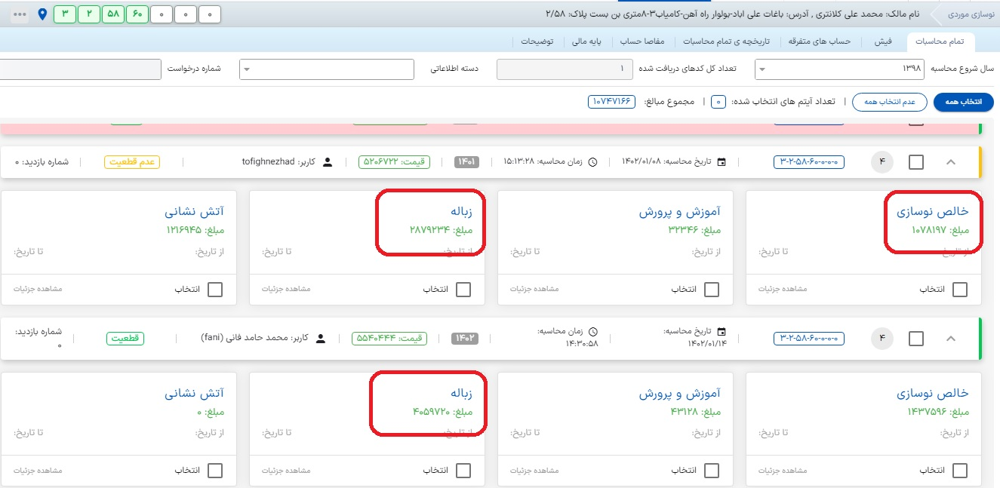 نوسازی موردی
نام مالک: محمد علی کلانتری , آدرس: باغات علی اباد-بولوار راه آهن-کامیاب۳-۸متری بن بست پلاک: ۲/۵۸
۰ ۰ ۰ ۶۰ ۵۸ ۲ ۳
تمام محاسبات
فیش
حساب های متفرقه
تاریخچه ی تمام محاسبات
مفاصا حساب
پایه مالی
توضیحات
سال شروع محاسبه ۱۳۹۸
تعداد کل کدهای دریافت شده ۱
دسته اطلاعاتی
شماره درخواست
انتخاب همه
عدم انتخاب همه
| تعداد آیتم های انتخاب شده: ۰ | مجموع مبالغ: ۱۰۷۴۷۱۶۶
۴ ۳-۲-۵۸-۶۰-۰-۰-۰ تاریخ محاسبه: ۱۴۰۲/۰۱/۰۸ زمان محاسبه: ۱۵:۱۳:۲۸ ۱۴۰۱ قیمت: ۵۲۰۶۷۲۲ کاربر: tofighnezhad عدم قطعیت شماره بازدید: ۰
خالص نوسازی
مبلغ: ۱۰۷۸۱۹۷
از تاریخ: تا تاریخ:
انتخاب مشاهده جزئیات
آموزش و پرورش
مبلغ: ۳۲۳۴۶
از تاریخ: تا تاریخ:
انتخاب مشاهده جزئیات
زباله
مبلغ: ۲۸۷۹۲۳۴
از تاریخ: تا تاریخ:
انتخاب مشاهده جزئیات
آتش نشانی
مبلغ: ۱۲۱۶۹۴۵
از تاریخ: تا تاریخ:
انتخاب مشاهده جزئیات
۴ ۳-۲-۵۸-۶۰-۰-۰-۰ تاریخ محاسبه: ۱۴۰۲/۰۱/۱۴ زمان محاسبه: ۱۴:۳۰:۵۸ ۱۴۰۲ قیمت: ۵۵۴۰۴۴۴ کاربر: محمد حامد فانی (fani) قطعیت شماره بازدید: ۰
خالص نوسازی
مبلغ: ۱۴۳۷۵۹۶
از تاریخ: تا تاریخ:
انتخاب مشاهده جزئیات
آموزش و پرورش
مبلغ: ۴۳۱۲۸
از تاریخ: تا تاریخ:
انتخاب مشاهده جزئیات
زباله
مبلغ: ۴۰۵۹۷۲۰
از تاریخ: تا تاریخ:
انتخاب مشاهده جزئیات
آتش نشانی
مبلغ: ۰
از تاریخ: تا تاریخ:
انتخاب مشاهده جزئیات